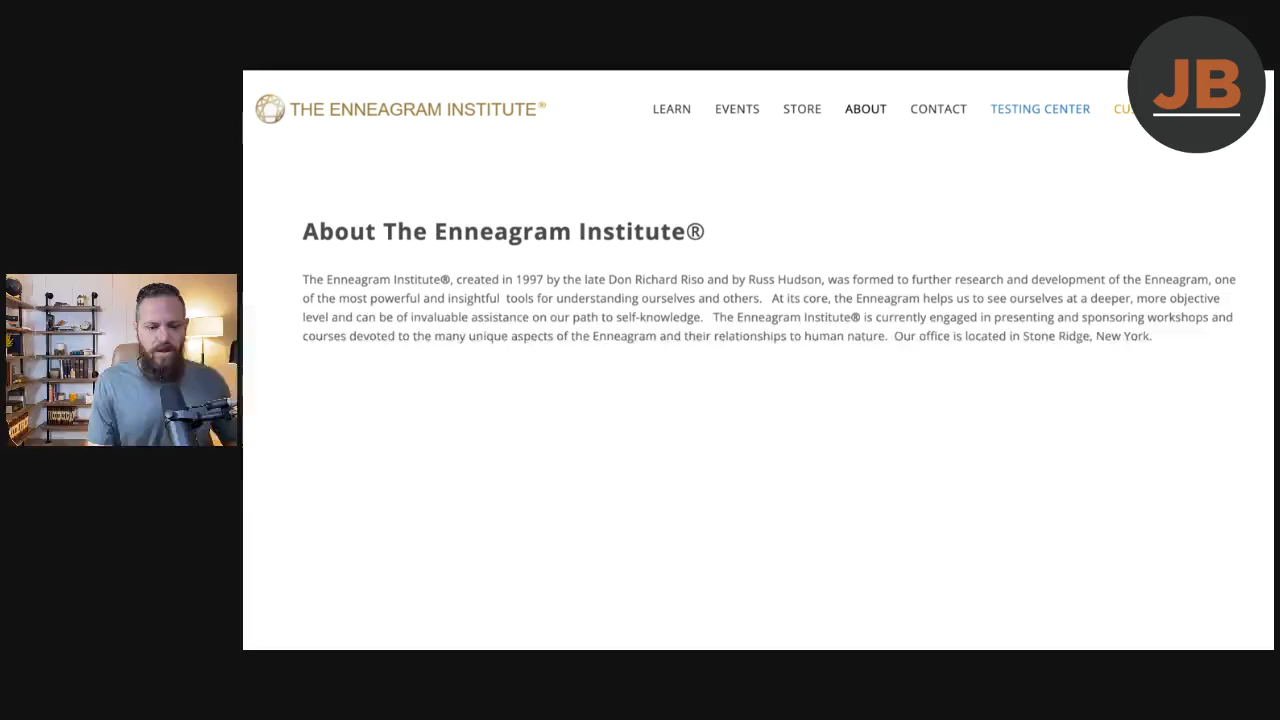 THE ENNEAGRAM INSTITUTE®
LEARN EVENTS STORE ABOUT CONTACT TESTING CENTER
JB
About The Enneagram Institute®
The Enneagram Institute®, created in 1997 by the late Don Richard Riso and by Russ Hudson, was formed to further research and development of the Enneagram, one
of the most powerful and insightful tools for understanding ourselves and others. At its core, the Enneagram helps us to see ourselves at a deeper, more objective
level and can be of invaluable assistance on our path to self-knowledge. The Enneagram Institute® is currently engaged in presenting and sponsoring workshops and
courses devoted to the many unique aspects of the Enneagram and their relationships to human nature. Our office is located in Stone Ridge, New York.